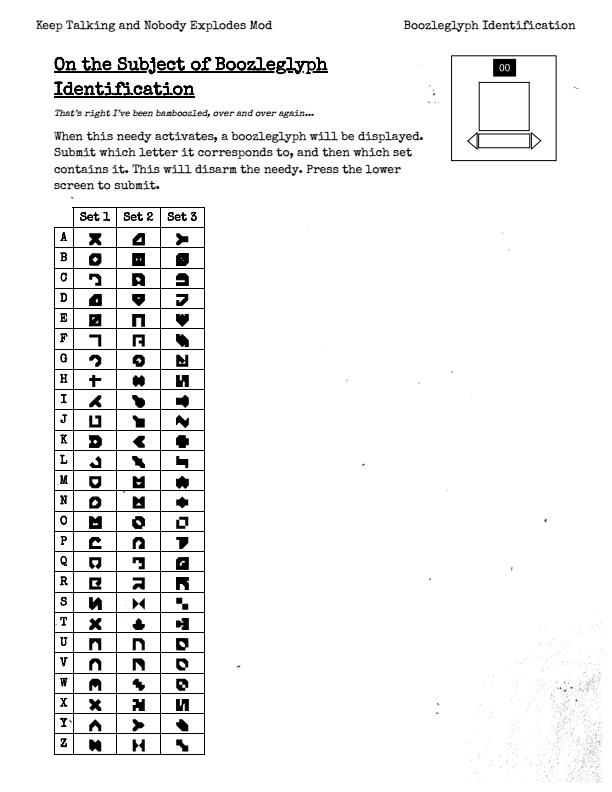 Keep Talking and Nobody Explodes Mod
Boozleglyph Identification
On the Subject of Boozleglyph
Identification
00
That's right I've been bamboozled, over and over again...
When this needy activates, a boozleglyph will be displayed.
Submit which letter it corresponds to, and then which set
contains it. This will disarm the needy. Press the lower
screen to submit.
Set 1 Set 2 Set 3
A
B
C
D
E
F
G
H
I
J
K
L
M
N
O
P
Q
R
S
T
U
V
W
X
Y
Z